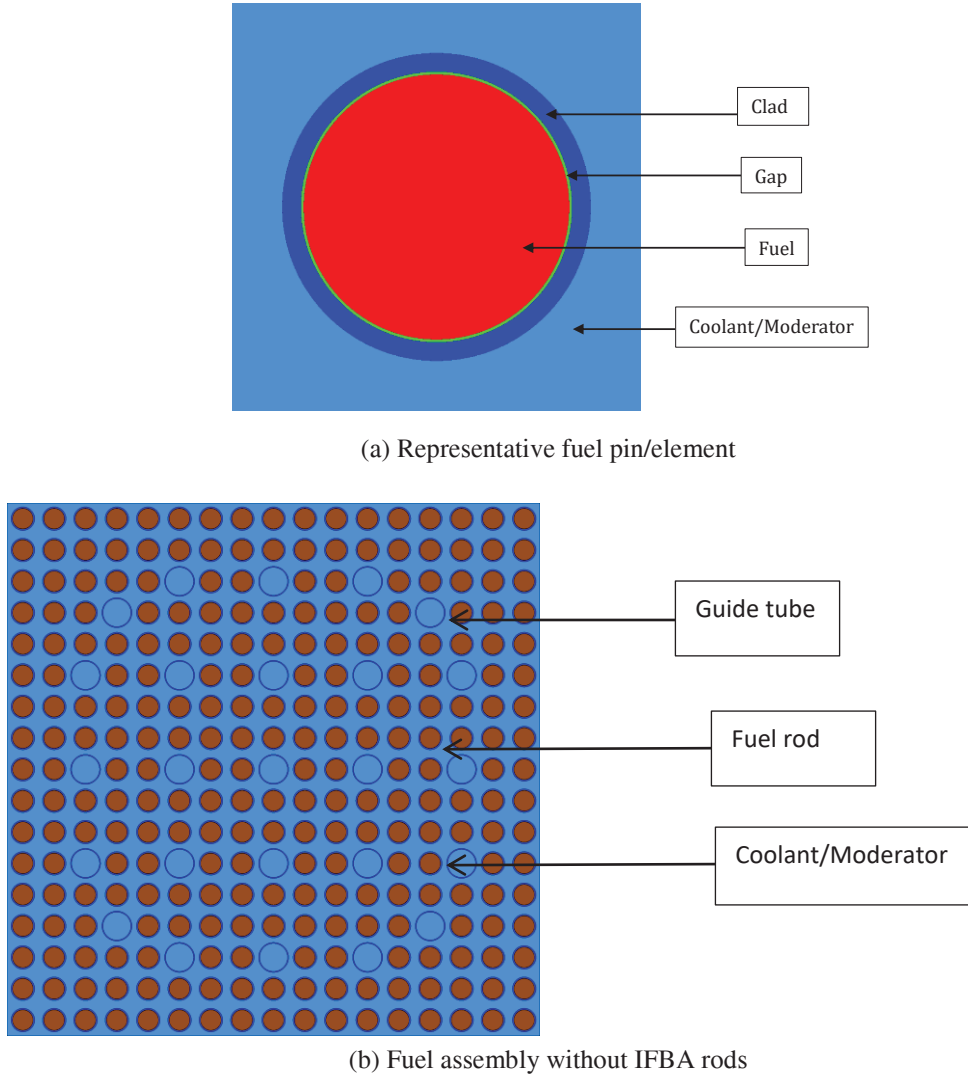 Clad
Gap
Fuel
Coolant/Moderator
(a) Representative fuel pin/element
Guide tube
Fuel rod
Coolant/Moderator
(b) Fuel assembly without IFBA rods